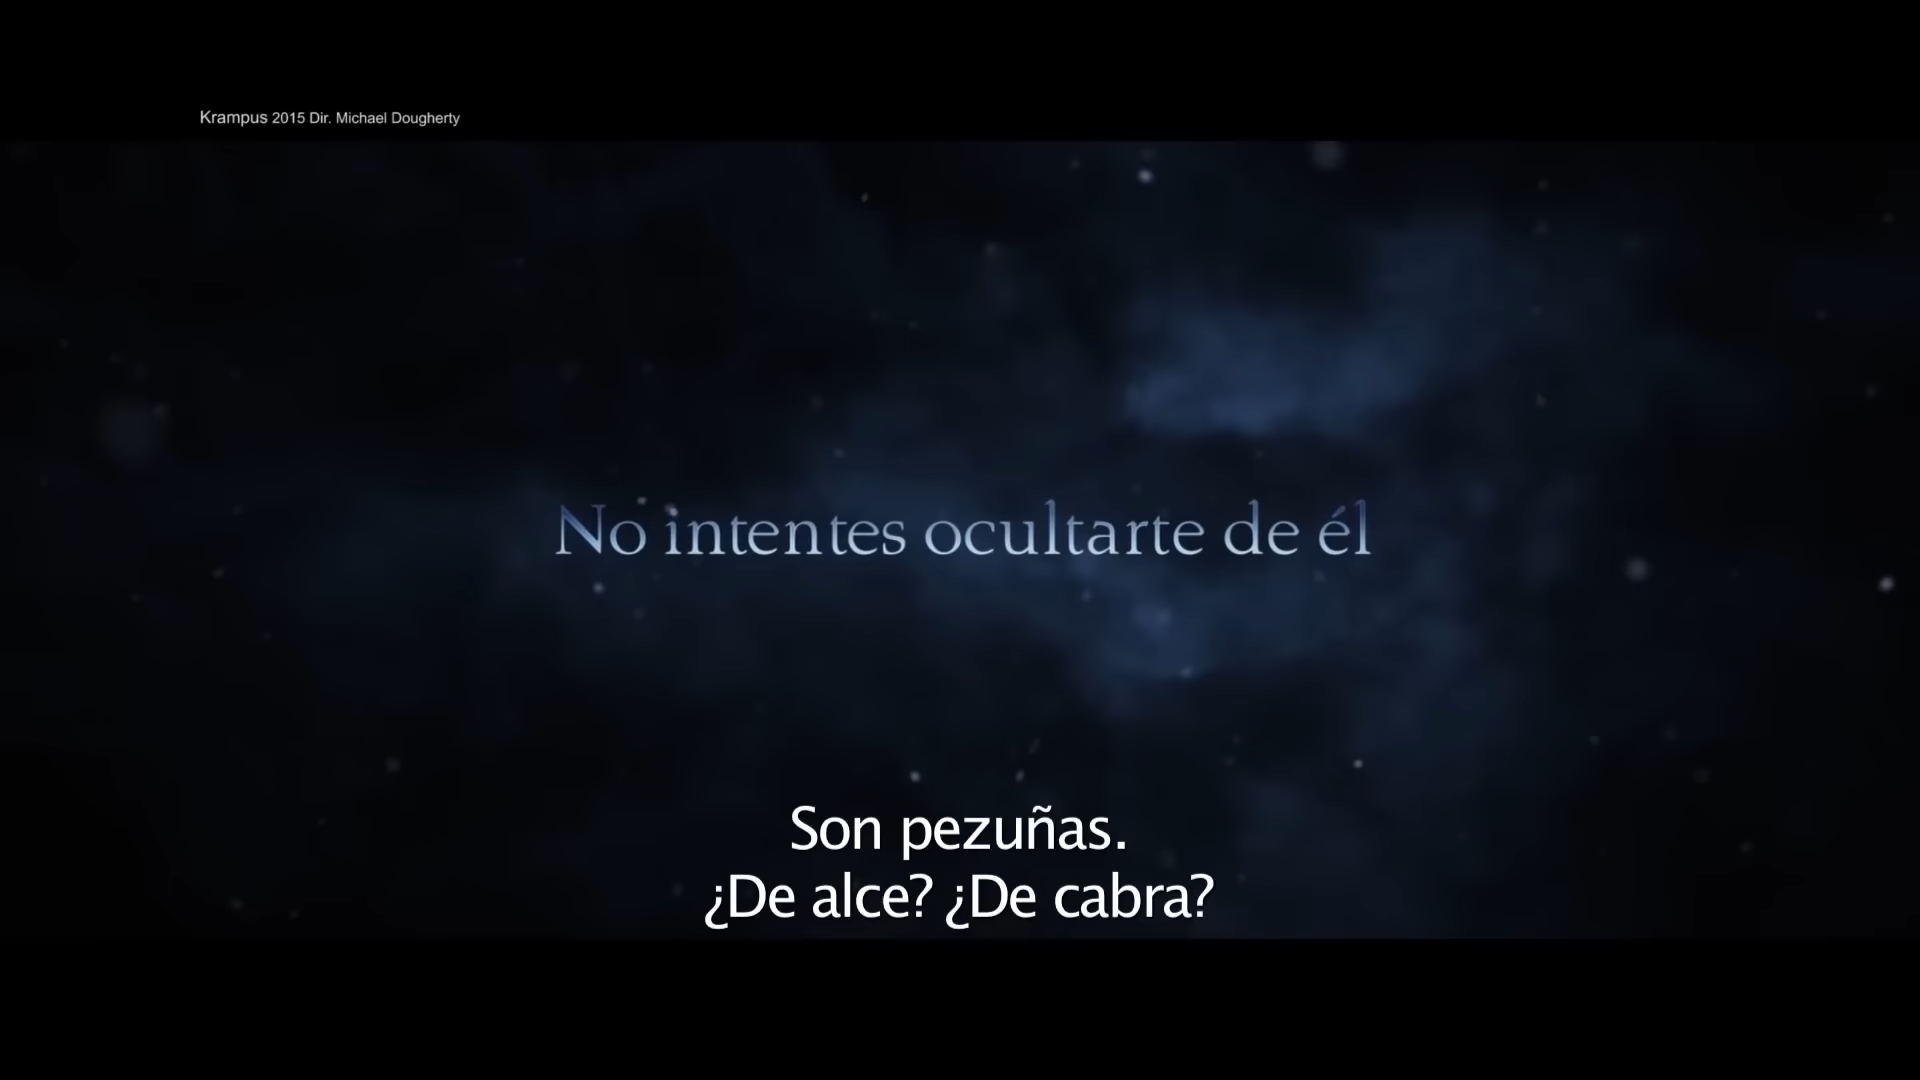 Krampus 2015 Dir. Michael Dougherty
No intentes ocultarte de él
Son pezuñas.
¿De alce? ¿De cabra?